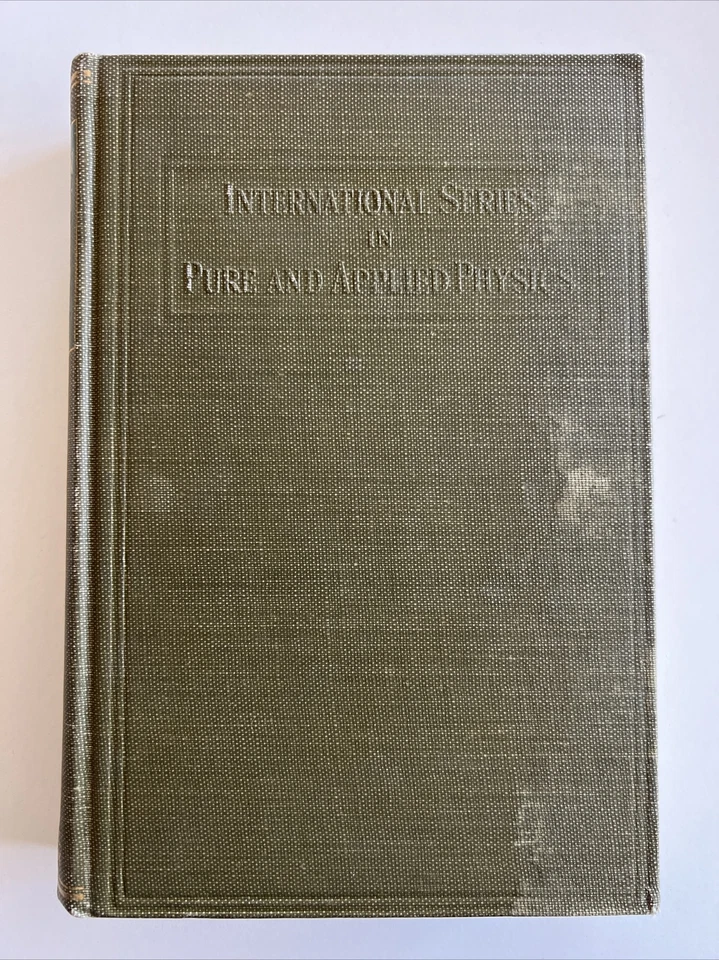 INTERNATIONAL SERIES
IN
PURE AND APPLIED PHYSICS